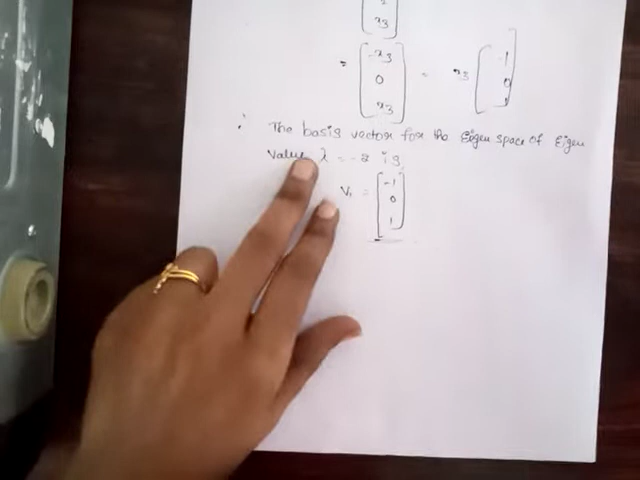 x3
= [-x3 0 x3] = x3 [-1 0 1]
∴ The basis vector for the Eigen space of Eigen
Value λ = -2 is
V1 = [-1 0 1]